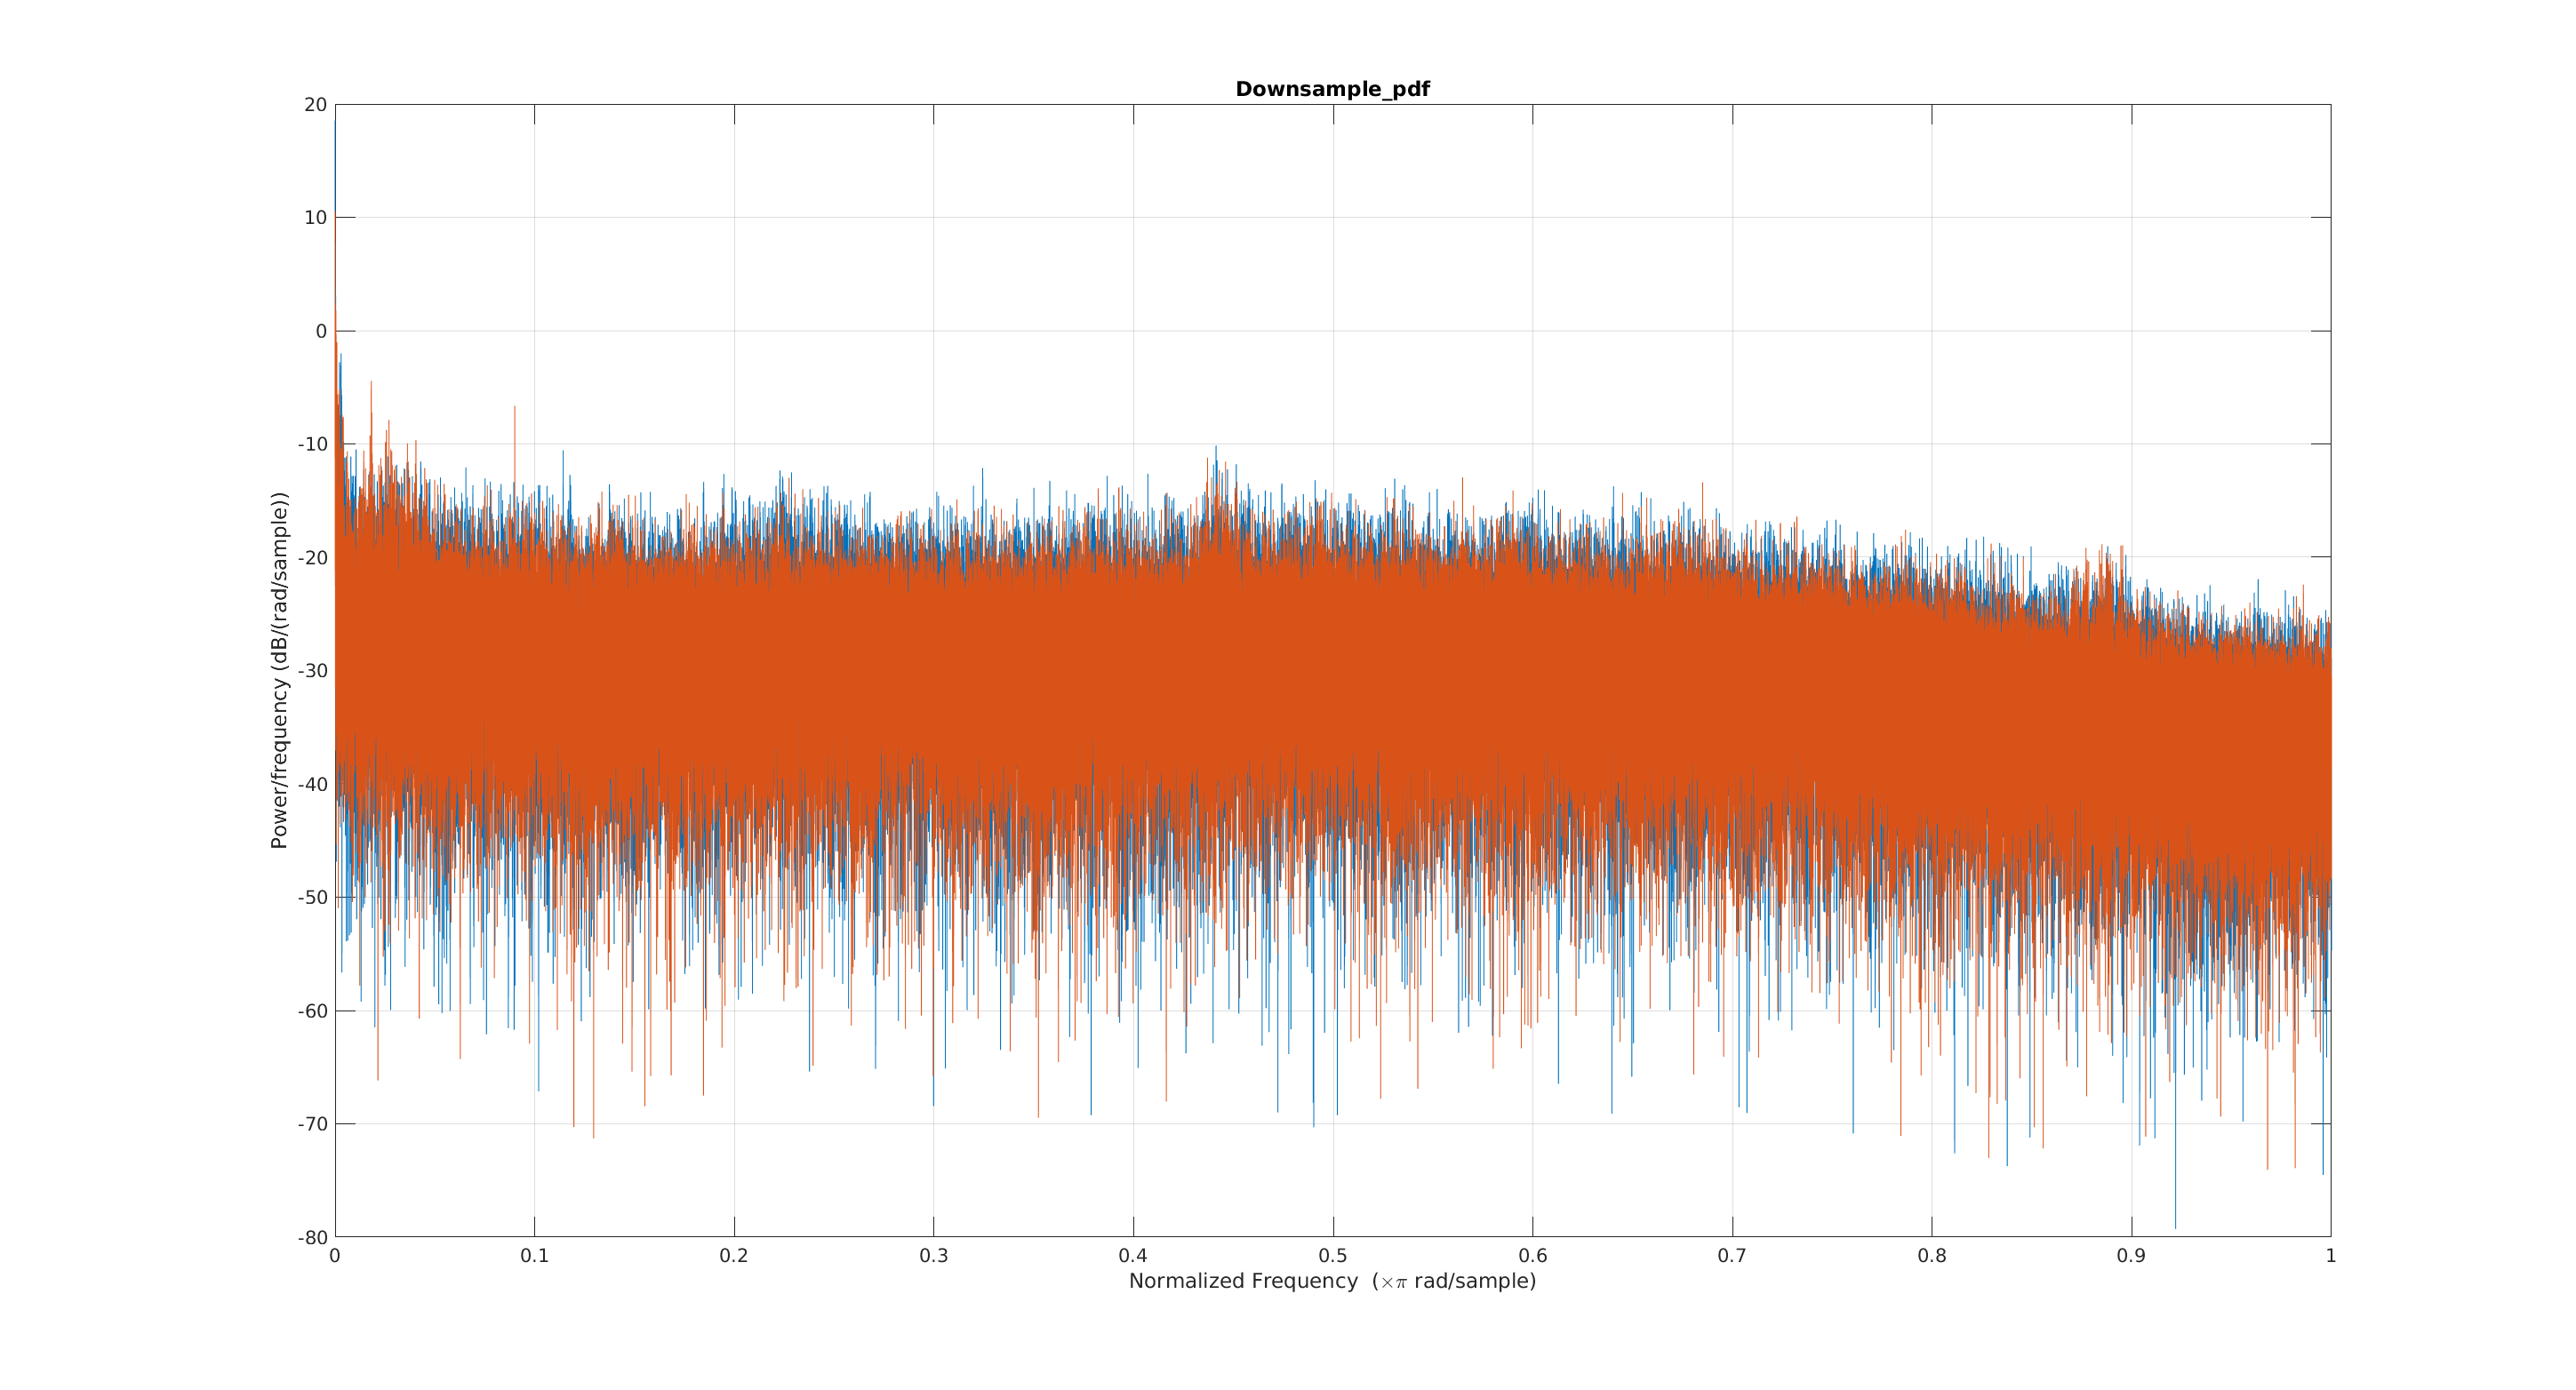 Downsample_pdf
20
10
0
-10
-20
-30
-40
-50
-60
-70
-80
Power/frequency (dB/(rad/sample))
0 0.1 0.2 0.3 0.4 0.5 0.6 0.7 0.8 0.9 1
Normalized Frequency (×π rad/sample)